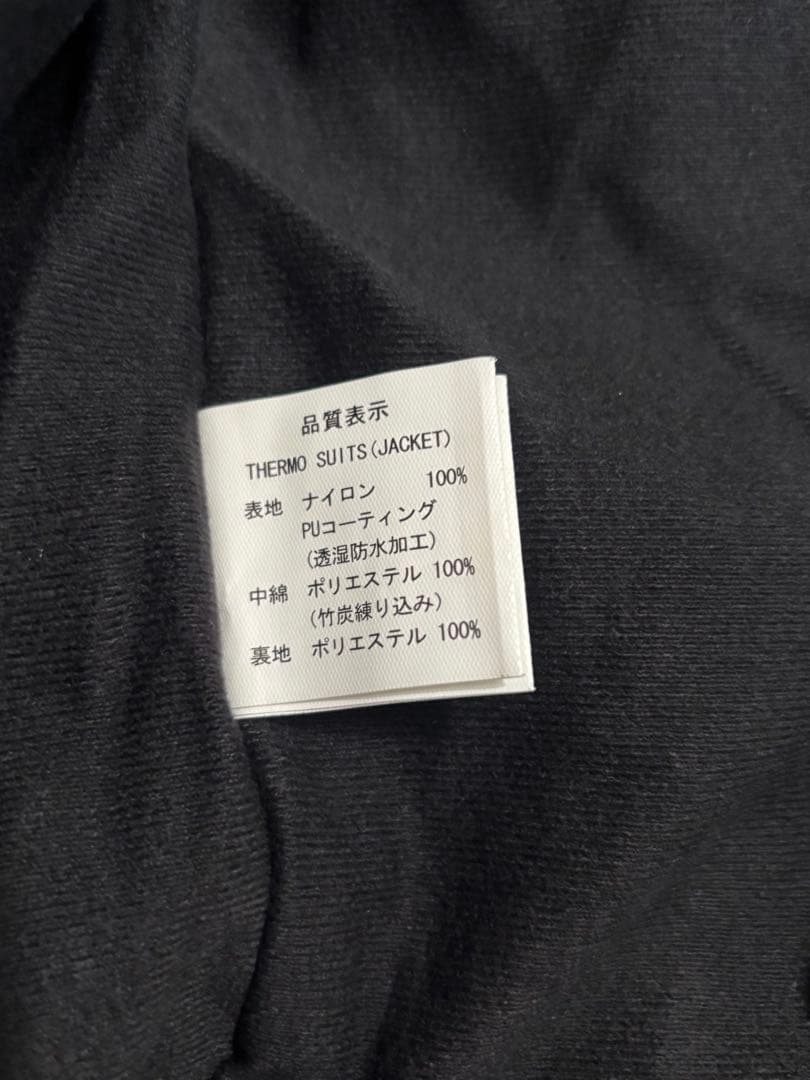 品質表示
THERMO SUITS(JACKET)
表地 ナイロン 100%
PUコーティング
(透湿防水加工)
中綿 ポリエステル 100%
(竹炭練り込み)
裏地 ポリエステル 100%